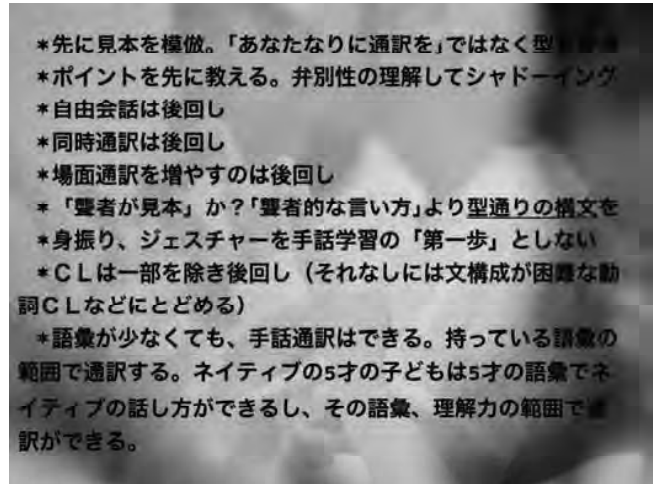 *先に見本を模倣。「あなたなりに通訳を」ではなく型
*ポイントを先に教える。弁別性の理解してシャドーイング
*自由会話は後回し
*同時通訳は後回し
*場面通訳を増やすのは後回し
*「聾者が見本」か?「聾者的な言い方」より型通りの構文を
*身振り、ジェスチャーを手話学習の「第一歩」としない
*CLは一部を除き後回し(それなしには文構成が困難な動
詞CLなどにとどめる)
*語彙が少なくても、手話通訳はできる。持っている語彙の
範囲で通訳する。ネイティブの5才の子どもは5才の語彙でネ
イティブの話し方ができるし、その語彙、理解力の範囲で通
訳ができる。